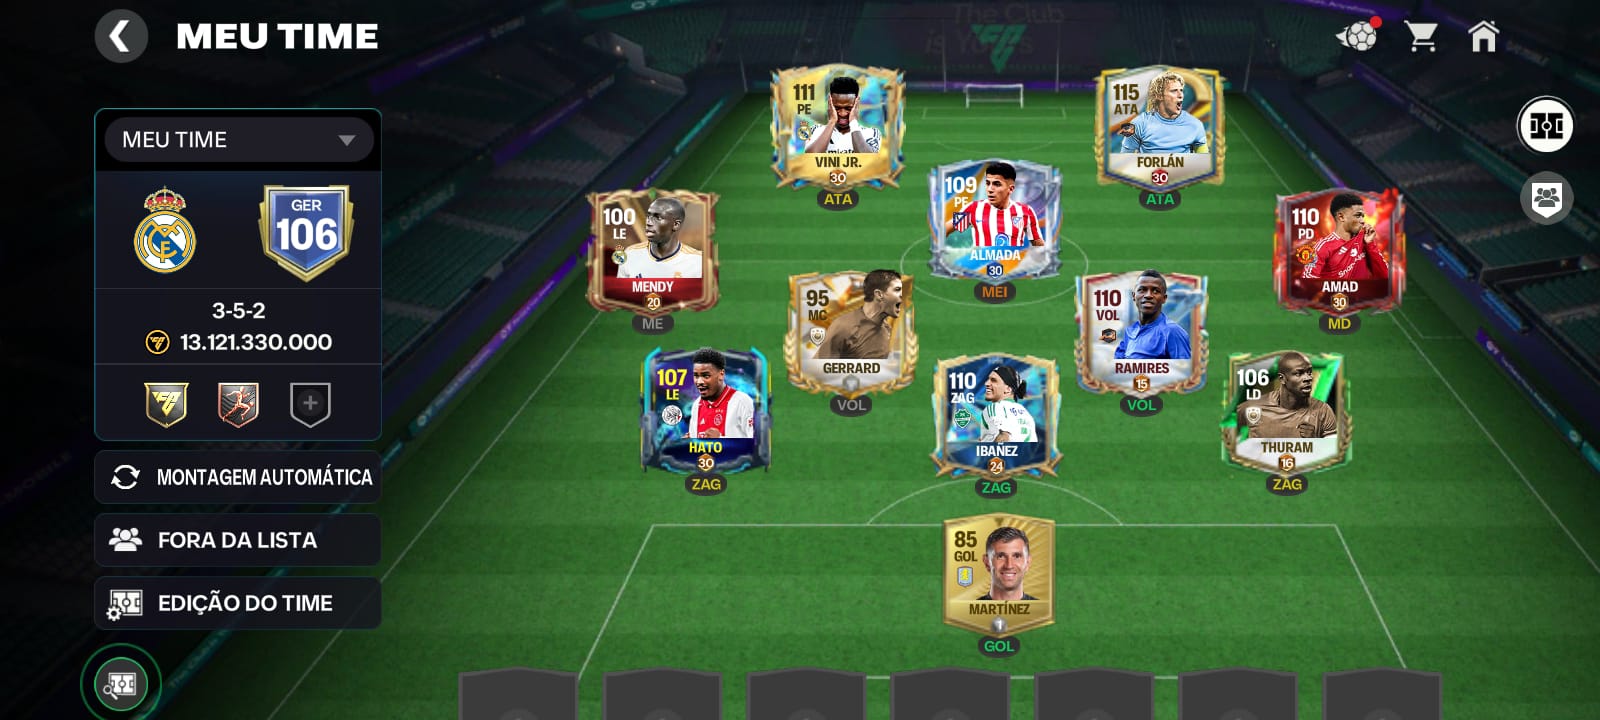 The Club
is Yours
MEU TIME
MEU TIME
GER
106
3-5-2
13.121.330.000
MONTAGEM AUTOMÁTICA
FORA DA LISTA
EDIÇÃO DO TIME
111
PE
VINI JR.
30
ATA
115
ATA
FORLÁN
30
ATA
109
PE
ALMADA
30
MEI
100
LE
MENDY
20
ME
110
PD
AMAD
30
MD
95
MC
GERRARD
VOL
110
VOL
RAMIRES
15
VOL
107
LE
HATO
30
ZAG
110
ZAG
IBAÑEZ
24
ZAG
106
LD
THURAM
16
ZAG
85
GOL
MARTÍNEZ
1
GOL